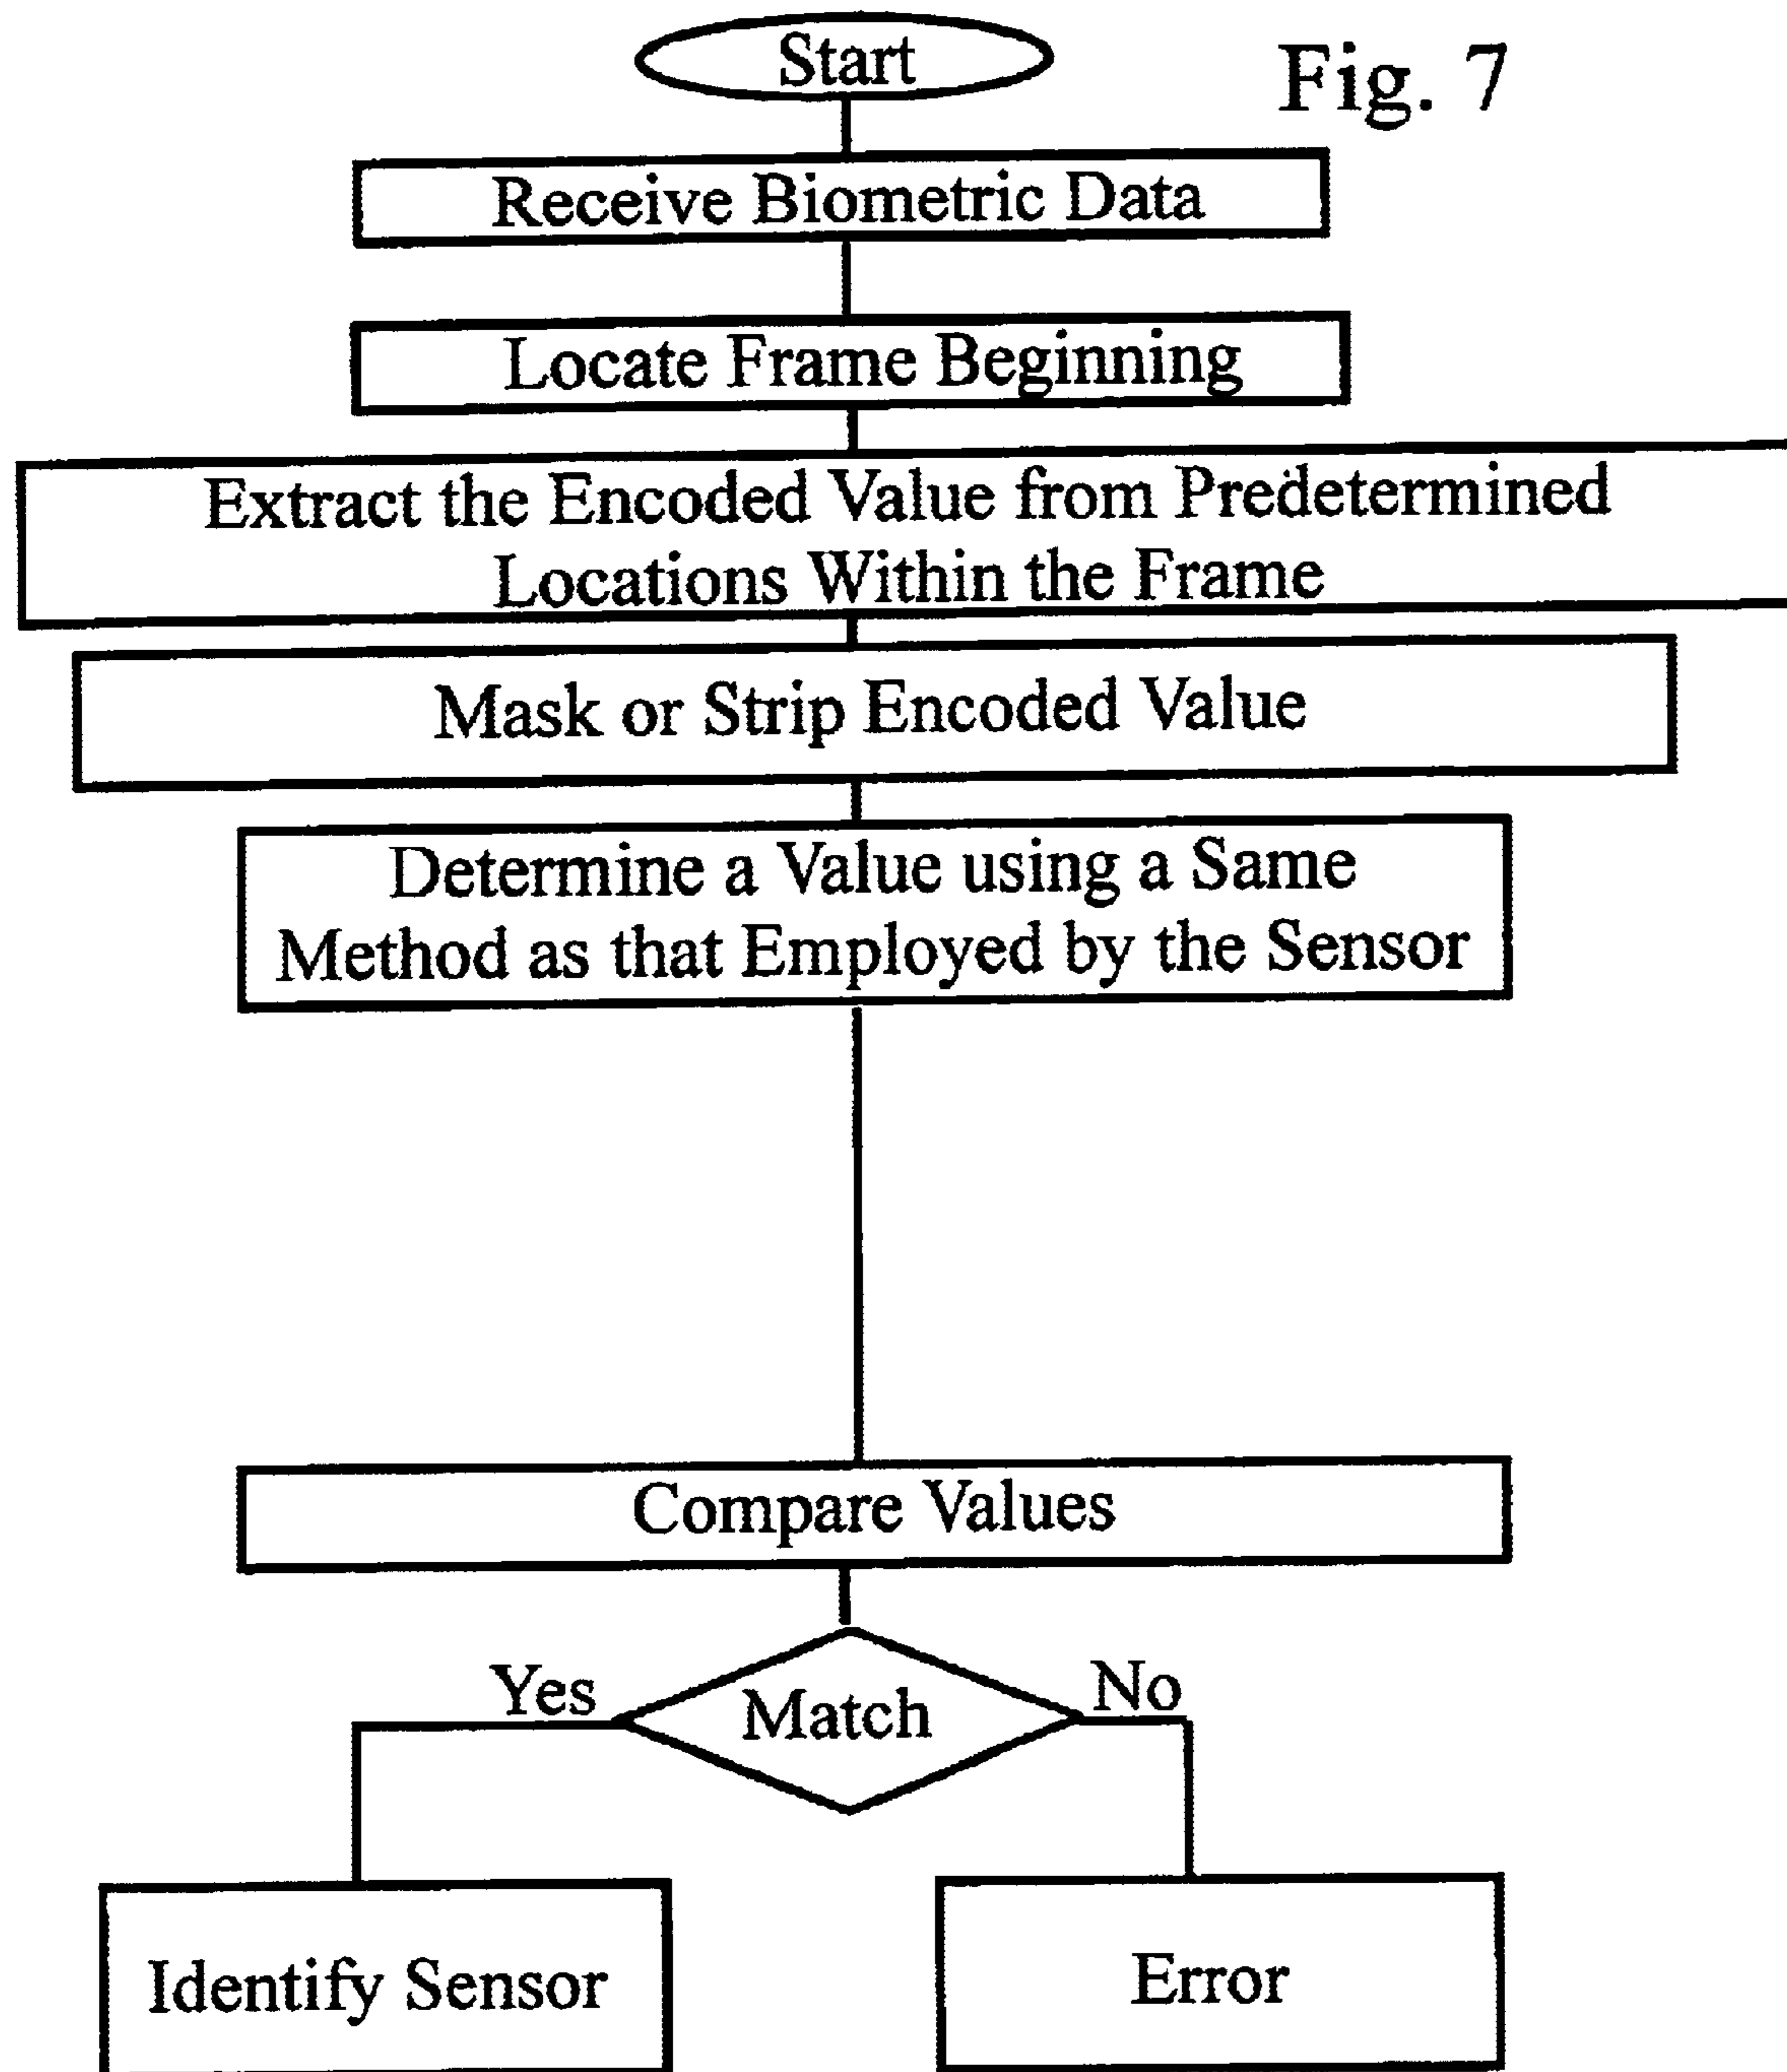 Start
Fig. 7
Receive Biometric Data
Locate Frame Beginning
Extract the Encoded Value from Predetermined
Locations Within the Frame
Mask or Strip Encoded Value
Determine a Value using a Same
Method as that Employed by the Sensor
Compare Values
Yes
Match
No
Identify Sensor
Error